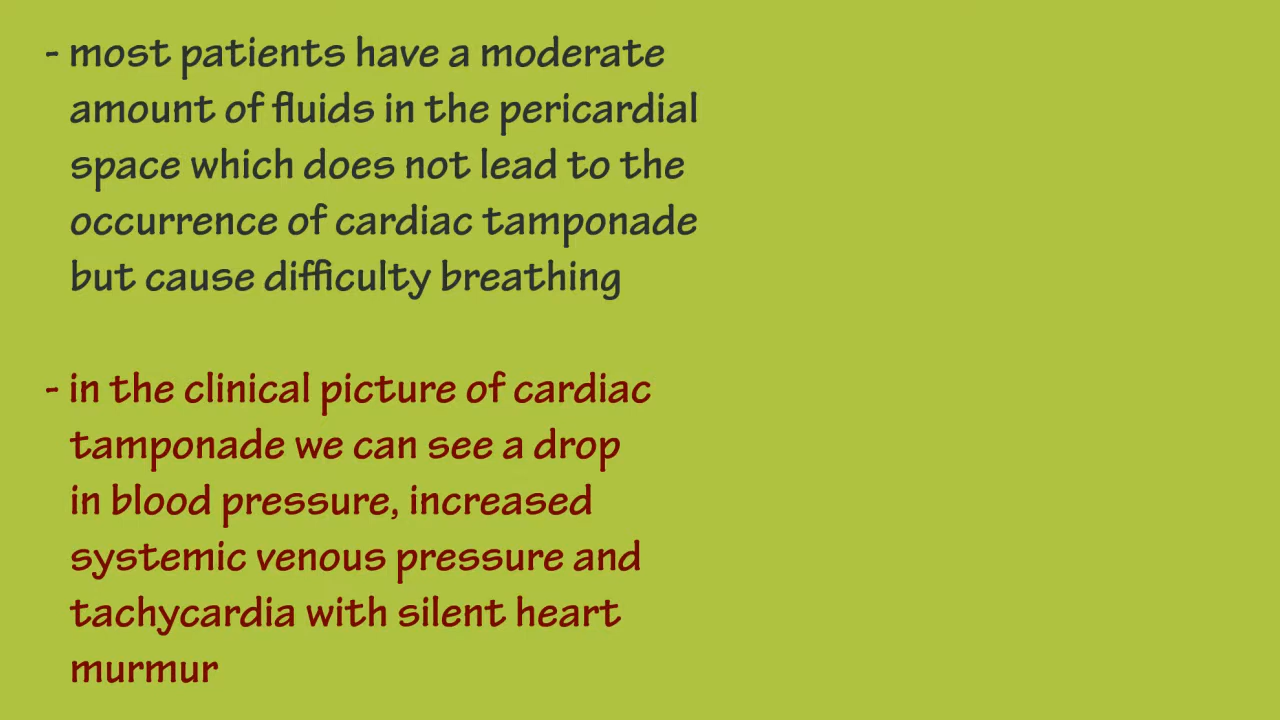 - most patients have a moderate
amount of fluids in the pericardial
space which does not lead to the
occurrence of cardiac tamponade
but cause difficulty breathing
- in the clinical picture of cardiac
tamponade we can see a drop
in blood pressure, increased
systemic venous pressure and
tachycardia with silent heart
murmur